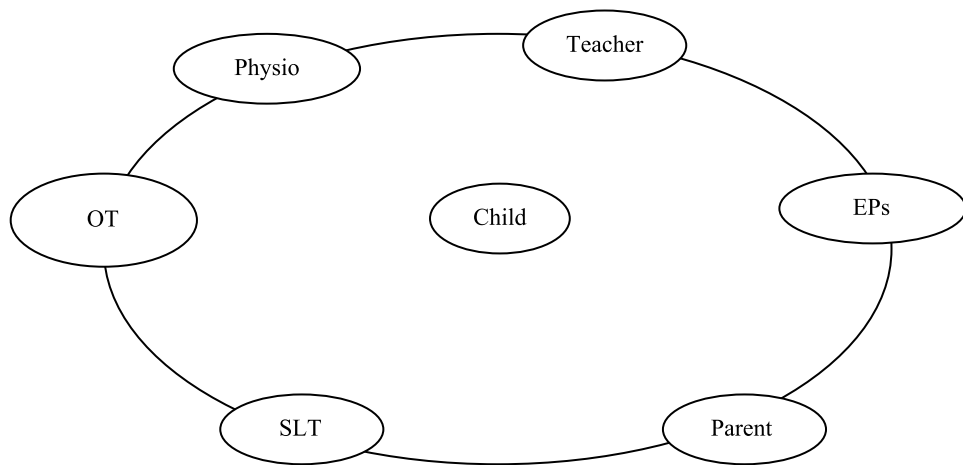 Teacher
Physio
EPs
OT
Child
SLT
Parent